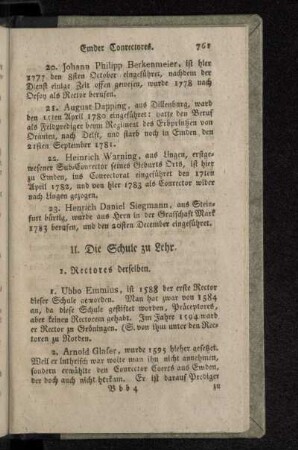 Emder Conrectores. 761
20. Johann Philipp Berkenmeier, ist hier
1777 den 8ten October eingeführet, nachdem der
Dienst einige Zeit offen gewesen, wurde 1778 nach
Orsoy als Rector berufen.
21. August Dapping, aus Dillenburg, ward
den 11ten April 1780 eingeführet: hatte den Beruf
als Feldprediger beym Regiment des Erbprinzen von
Oranien, nach Delft, und starb noch in Emden den
21sten September 1781.
22. Heinrich Warning, aus Lingen, erstge-
wesener SubConrector seines Geburts Orts, ist hier
zu Emden, ins Conrectorat eingeführet den 17ten
April 1782, und von hier 1783 als Conrector wieder
nach Lingen gezogen.
23. Henrich Daniel Siegmann, aus Stein-
furt bürtig, wurde aus Hern in der Grafschaft Mark
1783 berufen, und den 20sten December eingeführet.
II. Die Schule zu Lehr.
1. Rectores derselben.
1. Ubbo Emmius, ist 1588 der erste Rector
dieser Schule geworden. Man hat zwar von 1584
an, da diese Schule gestiftet worden, Präceptores,
aber keinen Rectorem gehabt. Im Jahre 1594 ward
er Rector zu Gröningen. (S. von ihm unter den Rec-
toren zu Norden.
2. Arnold Glaser, wurde 1595 hieher gesetzet.
Weil er lutherisch war wolte man ihn nicht annehmen,
sondern erwählte den Conrector Coerts aus Emden,
der doch auch nicht herkam. Er ist darauf Prediger
Bbb 4 zu